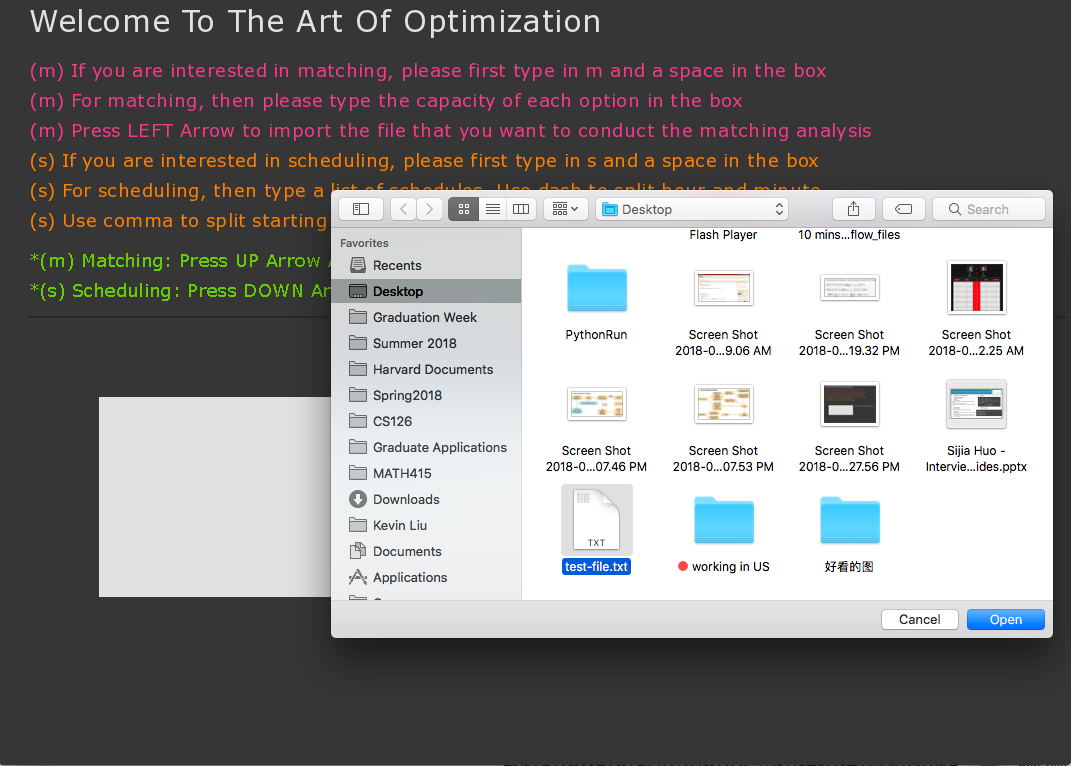 Welcome To The Art Of Optimization
(m) If you are interested in matching, please first type in m and a space in the box
(m) For matching, then please type the capacity of each option in the box
(m) Press LEFT Arrow to import the file that you want to conduct the matching analysis
(s) If you are interested in scheduling, please first type in s and a space in the box
(s) For scheduling, then type a list of schedules. Use dash to split hour and minute
(s) Use comma to split starting
*(m) Matching: Press UP Arrow
*(s) Scheduling: Press DOWN Ar
Desktop
Search
Favorites
Recents
Desktop
Graduation Week
Summer 2018
Harvard Documents
Spring2018
CS126
Graduate Applications
MATH415
Downloads
Kevin Liu
Documents
Applications
Flash Player
10 mins...flow_files
PythonRun
Screen Shot
2018-0...9.06 AM
Screen Shot
2018-0...19.32 PM
Screen Shot
2018-0...2.25 AM
Screen Shot
2018-0...07.46 PM
Screen Shot
2018-0...07.53 PM
Screen Shot
2018-0...27.56 PM
Sijia Huo -
Intervie...ides.pptx
TXT
test-file.txt
working in US
好看的图
Cancel
Open